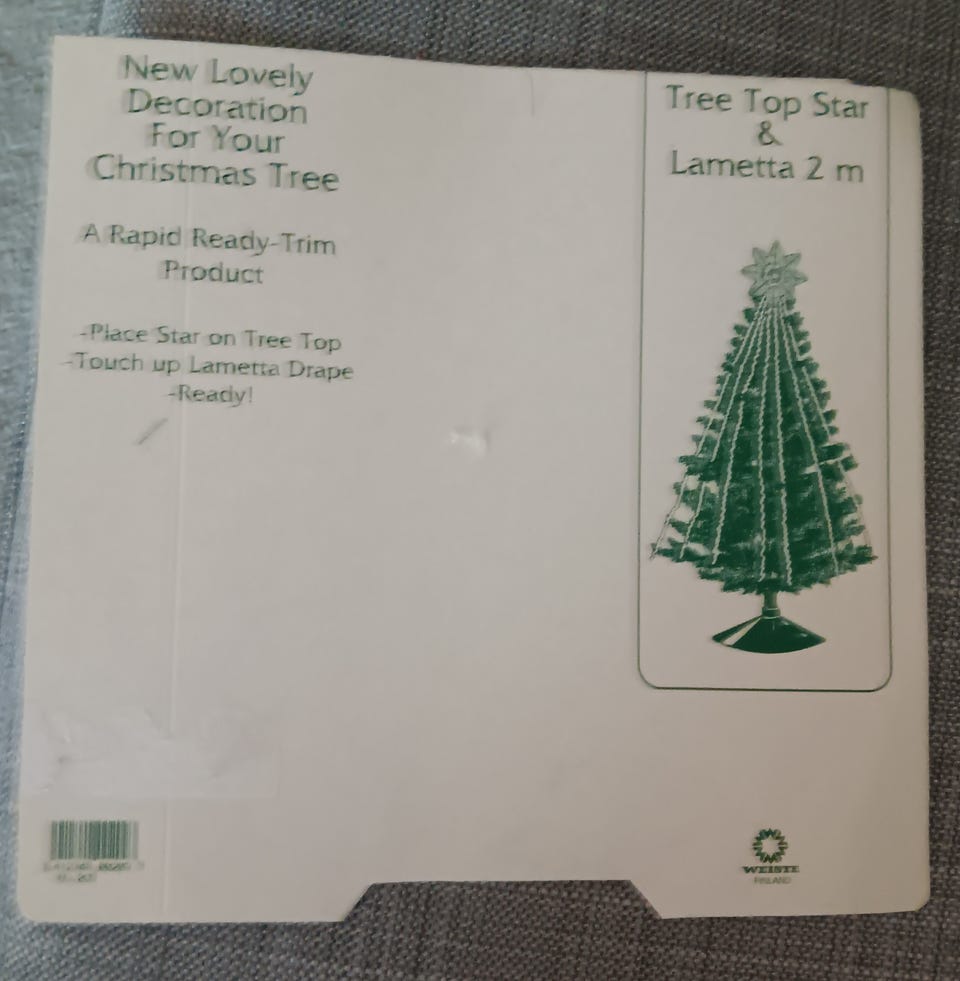 New Lovely
Decoration
For Your
Christmas Tree
A Rapid Ready-Trim
Product
-Place Star on Tree Top
-Touch up Lametta Drape
-Ready!
Tree Top Star
&
Lametta 2 m
WEISTE
FINLAND